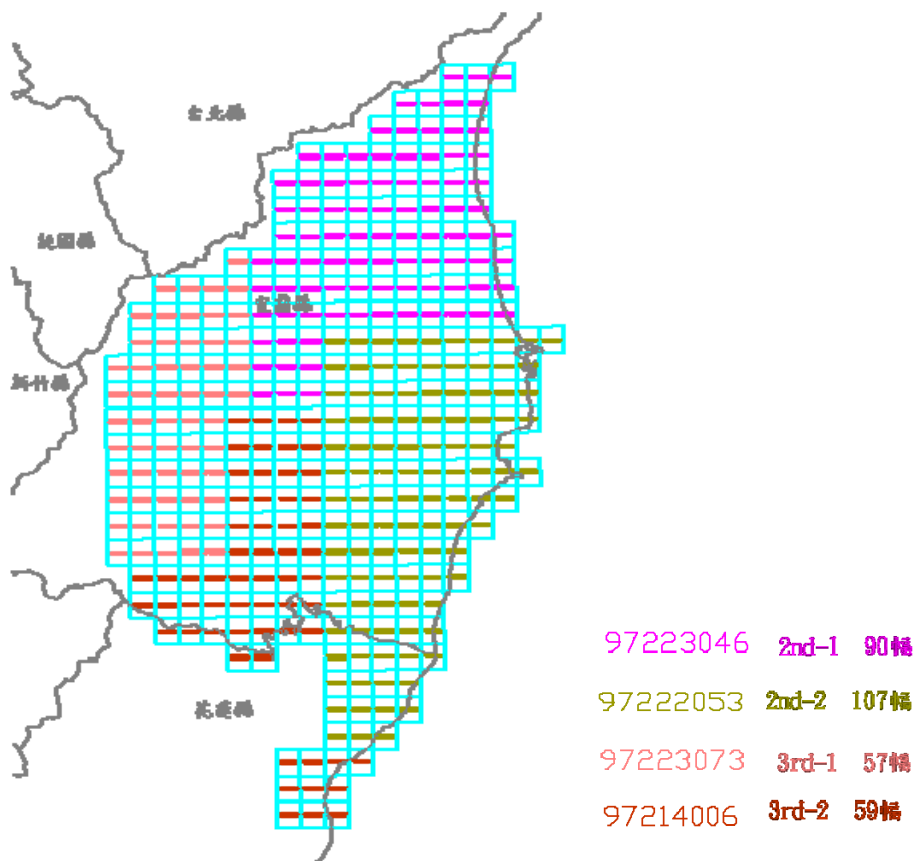 台北縣
桃園縣
宜蘭縣
新竹縣
花蓮縣
97223046 2nd-1 90幅
97222053 2nd-2 107幅
97223073 3rd-1 57幅
97214006 3rd-2 59幅